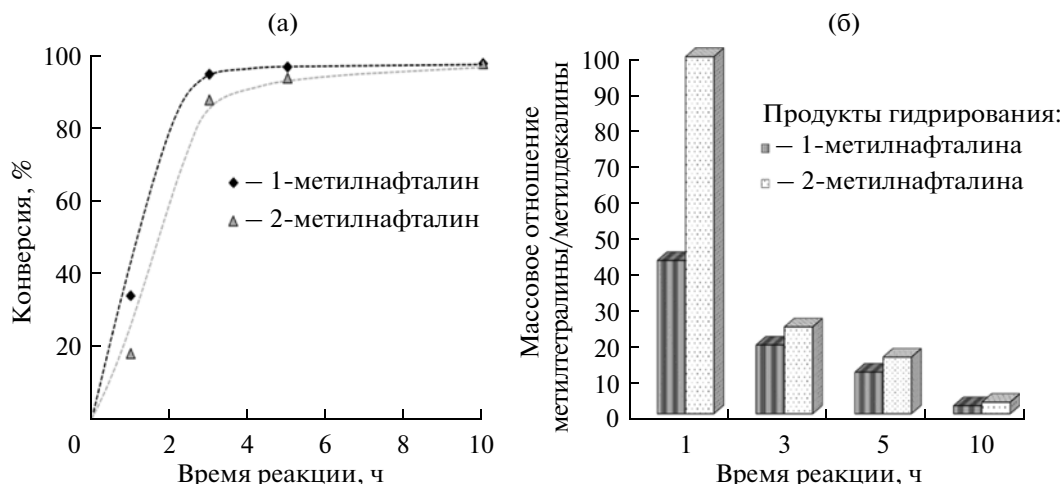 (а)
Конверсия, %
100
80
60
40
20
0
2
4
6
8
10
– 1-метилнафталин
– 2-метилнафталин
Время реакции, ч
(б)
Массовое отношение
метилтетралины/метилдекалины
100
90
80
70
60
50
40
30
20
10
0
1
3
5
10
Продукты гидрирования:
– 1-метилнафталина
– 2-метилнафталина
Время реакции, ч